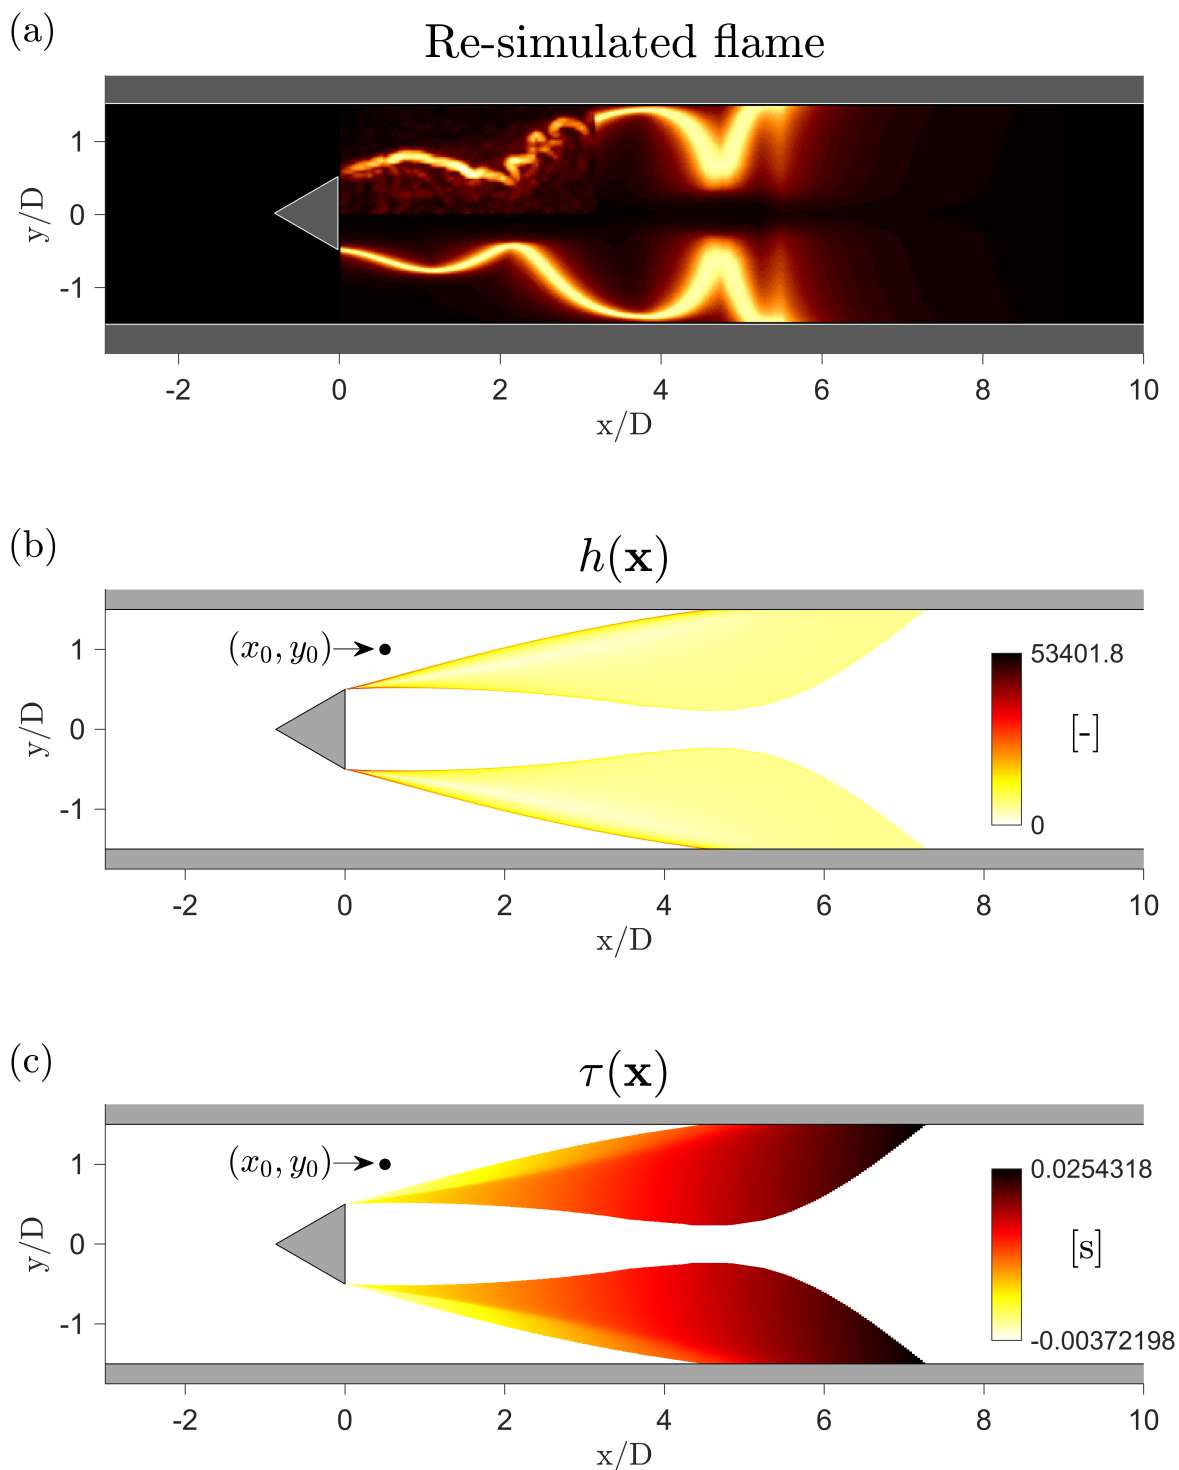 (a)
Re-simulated flame
y/D
1
0
-1
-2 0 2 4 6 8 10
x/D
(b)
h(x)
(x₀, y₀)
y/D
1
0
-1
53401.8
[-]
0
-2 0 2 4 6 8 10
x/D
(c)
τ(x)
(x₀, y₀)
y/D
1
0
-1
0.0254318
[s]
-0.00372198
-2 0 2 4 6 8 10
x/D